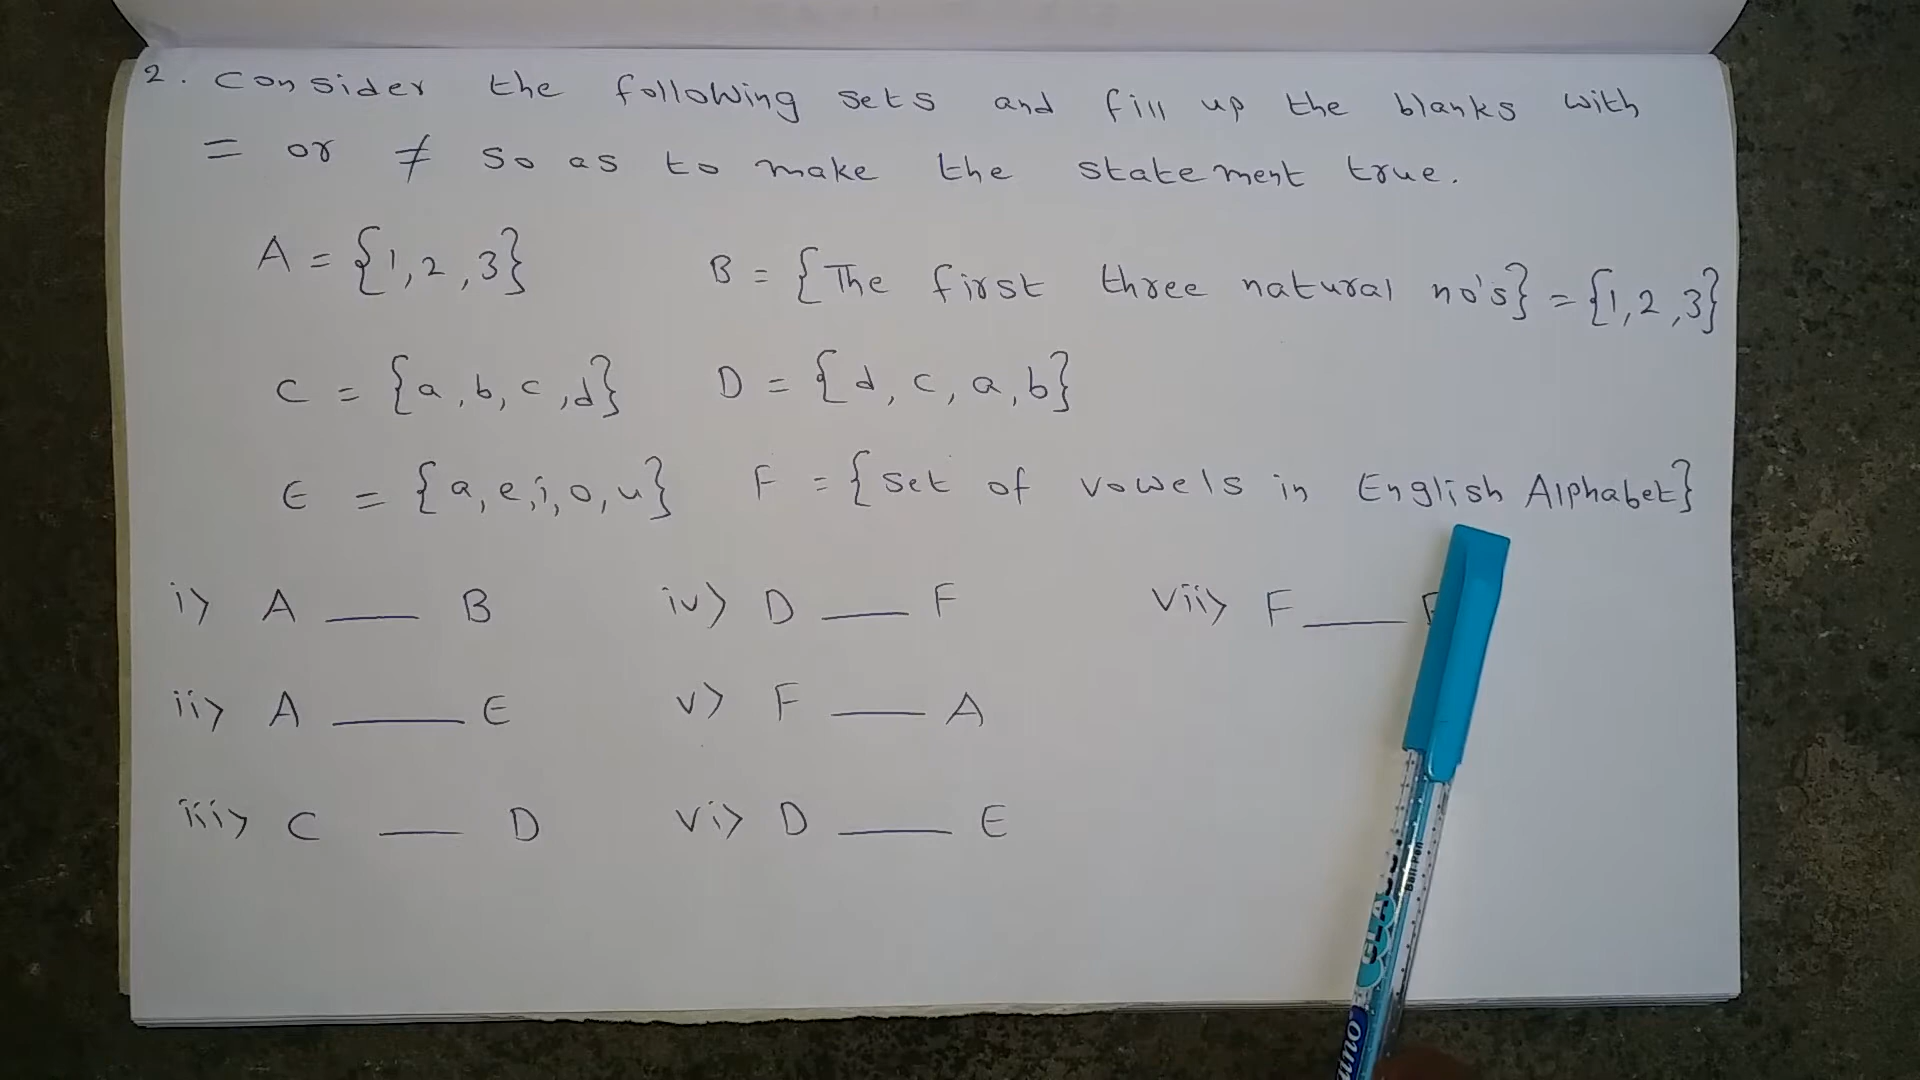 2. Consider the following sets and fill up the blanks with
= or ≠ so as to make the statement true.
A = {1,2,3} B = {The first three natural no's} = {1,2,3}
C = {a,b,c,d} D = {d,c,a,b}
E = {a,e,i,o,u} F = {set of vowels in English Alphabet}
i) A ___ B iv) D ___ F vii) F ___
ii) A ___ E v) F ___ A
iii) C ___ D vi) D ___ E
Ball Pen